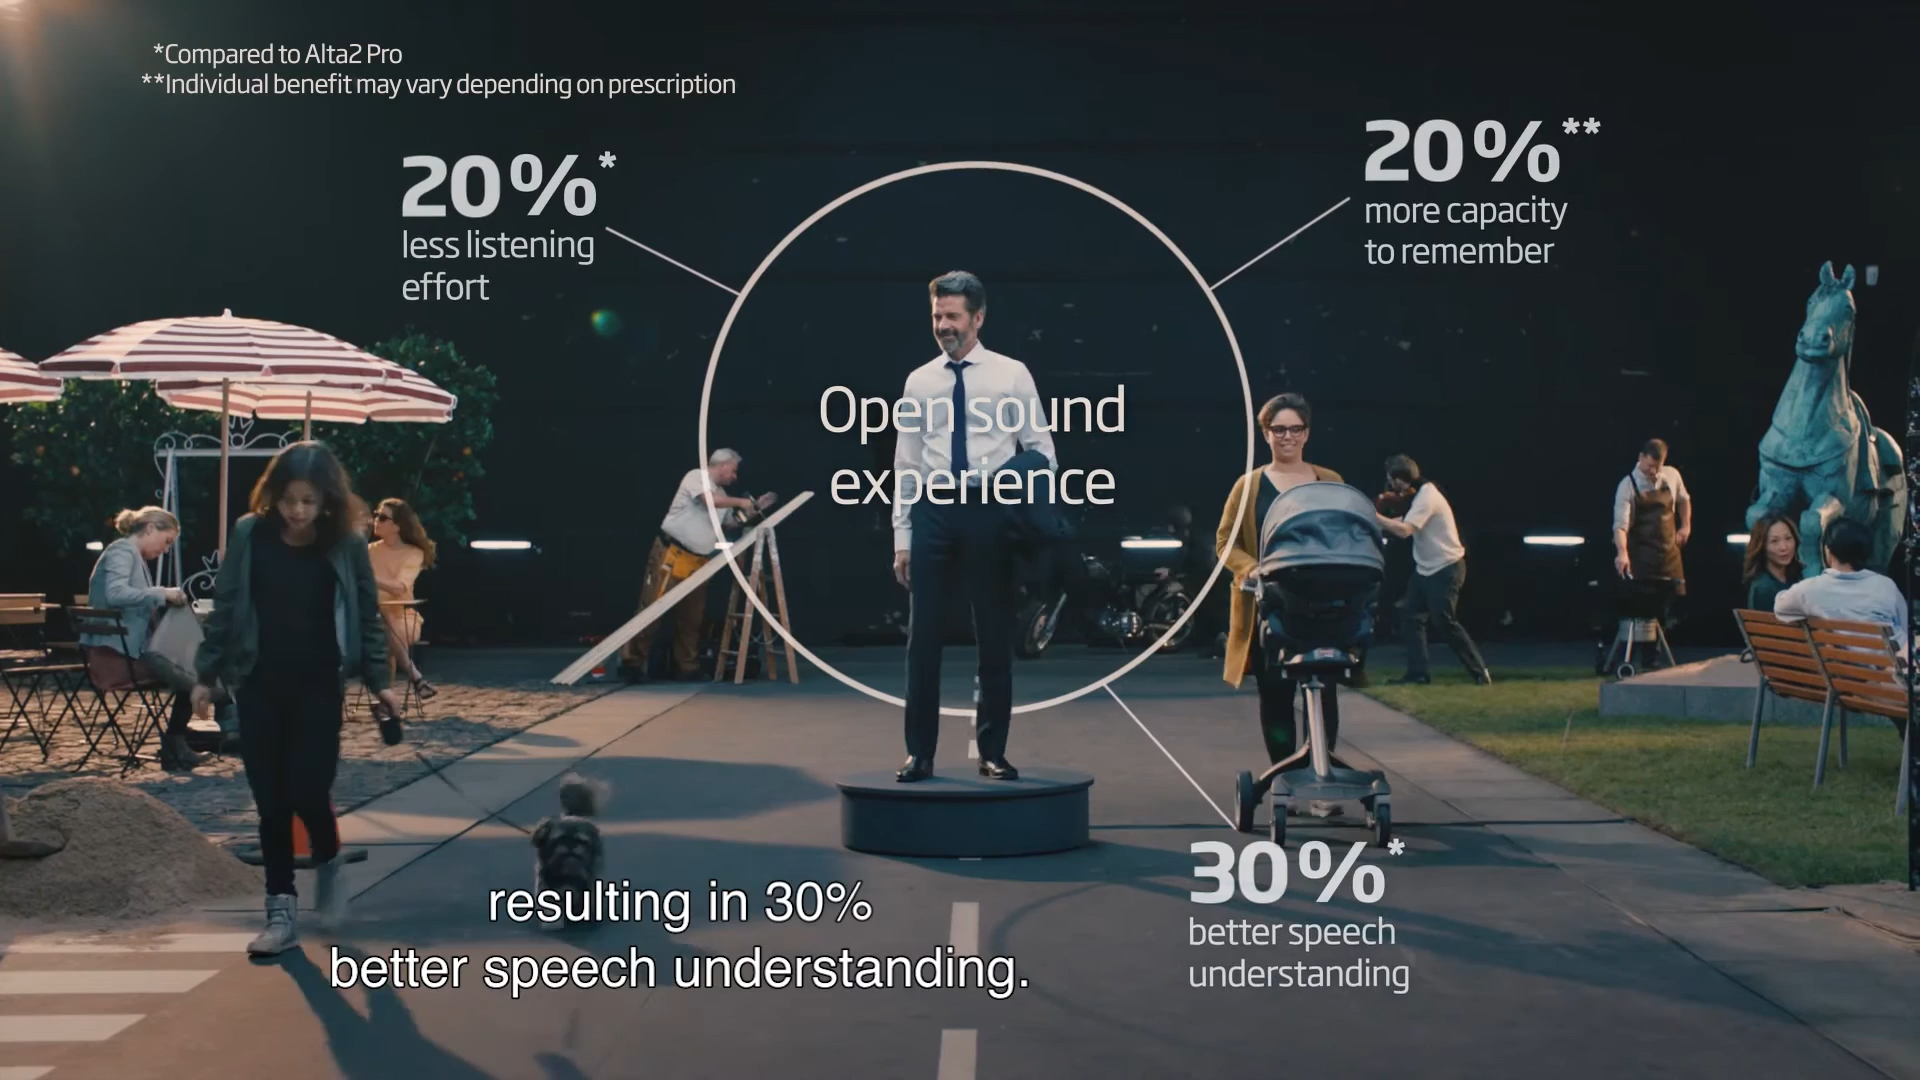 *Compared to Alta2 Pro
**Individual benefit may vary depending on prescription
20%*
less listening
effort
20%**
more capacity
to remember
Open sound
experience
30%*
better speech
understanding
resulting in 30%
better speech understanding.